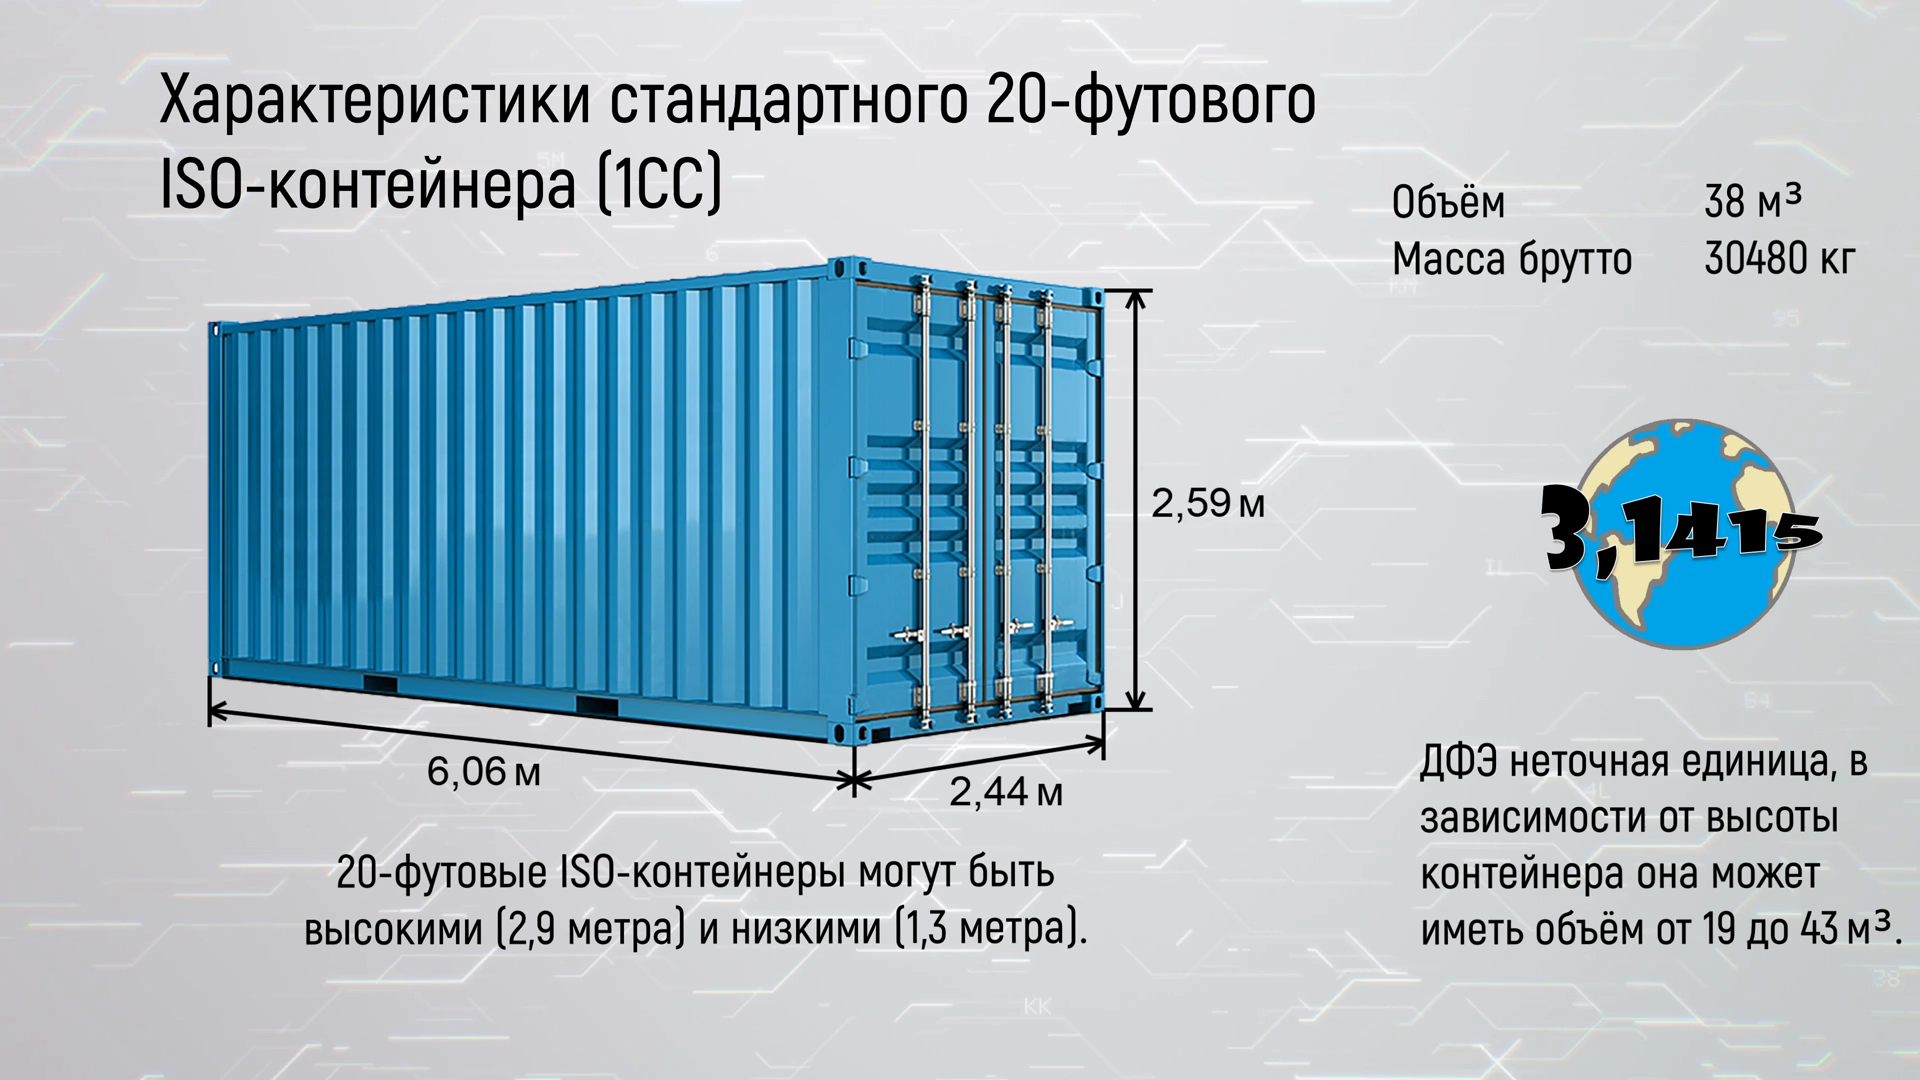 Характеристики стандартного 20-футового
ISO-контейнера (1CC)
Объём 38 м³
Масса брутто 30480 кг
2,59 м
3,1415
6,06 м
2,44 м
20-футовые ISO-контейнеры могут быть
высокими (2,9 метра) и низкими (1,3 метра).
ДФЭ неточная единица, в
зависимости от высоты
контейнера она может
иметь объём от 19 до 43 м³.
KK